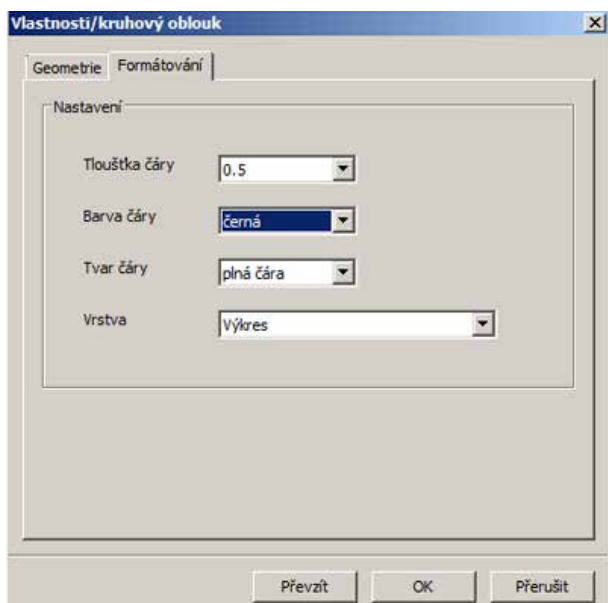 Vlastnosti/kruhový oblouk
Geometrie Formátování
Nastavení
Tloušťka čáry 0.5
Barva čáry černá
Tvar čáry plná čára
Vrstva Výkres
Převzít OK Přerušit